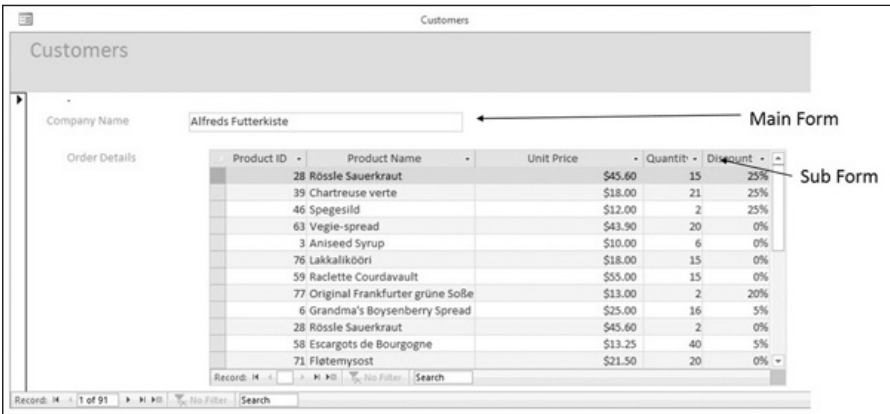 Customers
Customers
Company Name Alfreds Futterkiste Main Form
Order Details
Product ID Product Name Unit Price Quantit Discount Sub Form
28 Rössle Sauerkraut $45.60 15 25%
39 Chartreuse verte $18.00 21 25%
46 Spegesild $12.00 2 25%
63 Vegie-spread $43.90 20 0%
3 Aniseed Syrup $10.00 6 0%
76 Lakkalikööri $18.00 15 0%
59 Raclette Courdavault $55.00 15 0%
77 Original Frankfurter grüne Soße $13.00 2 20%
6 Grandma's Boysenberry Spread $25.00 16 5%
28 Rössle Sauerkraut $45.60 2 0%
58 Escargots de Bourgogne $13.25 40 5%
71 Fløtemysost $21.50 20 0%
Record: No Filter Search
Record: 1 of 91 No Filter Search